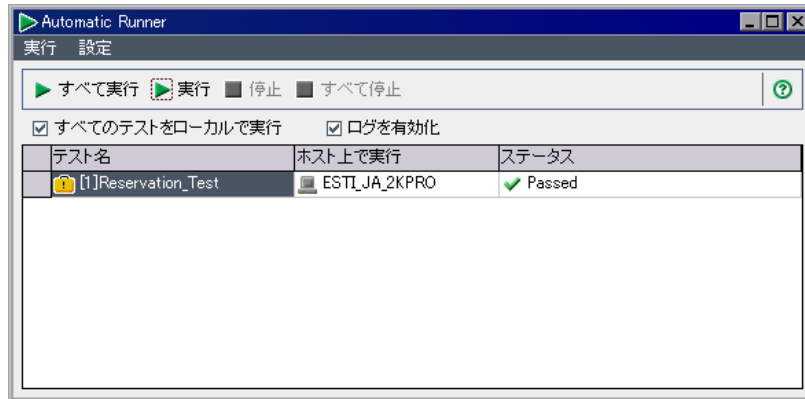 Automatic Runner
実行 設定
すべて実行 実行 停止 すべて停止
すべてのテストをローカルで実行 ログを有効化
テスト名 ホスト上で実行 ステータス
[1]Reservation_Test ESTI_JA_2KPRO Passed